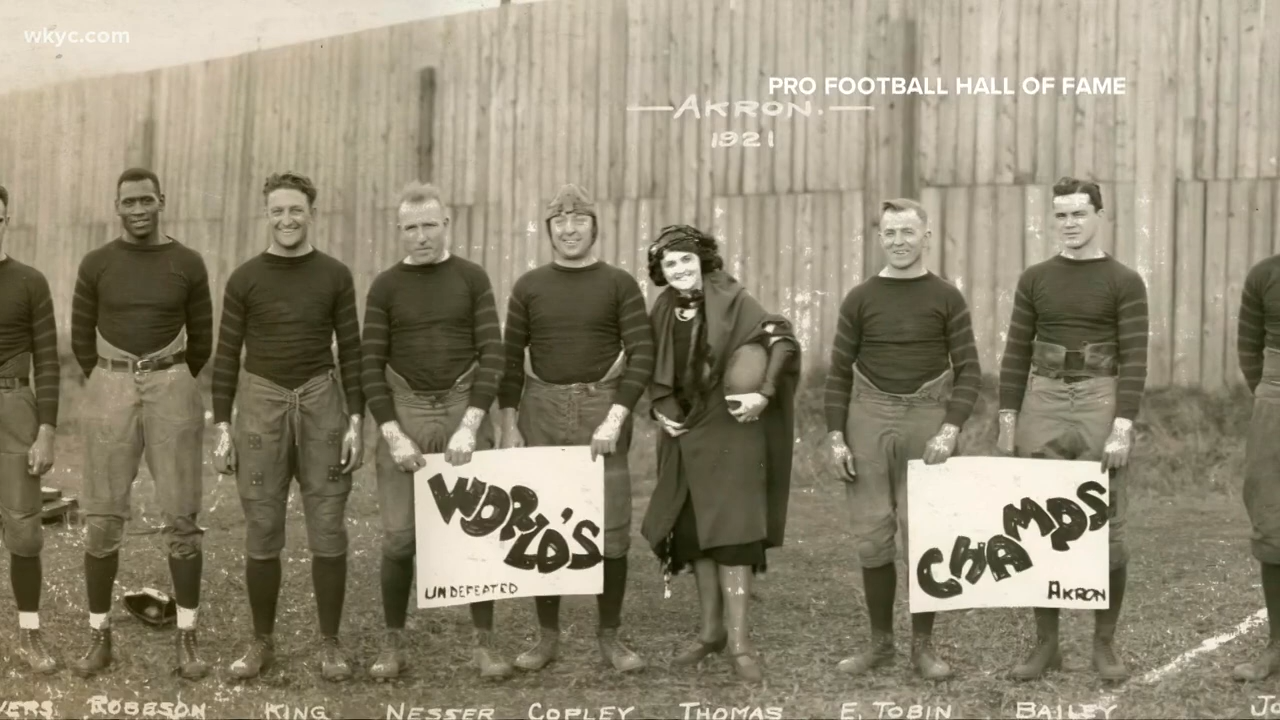 wkyc.com
PRO FOOTBALL HALL OF FAME
AKRON.
1921
WORLD'S
UNDEFEATED
CHAMPS
AKRON
ROBESON KING NESSER COPLEY THOMAS E. TOBIN BAILEY